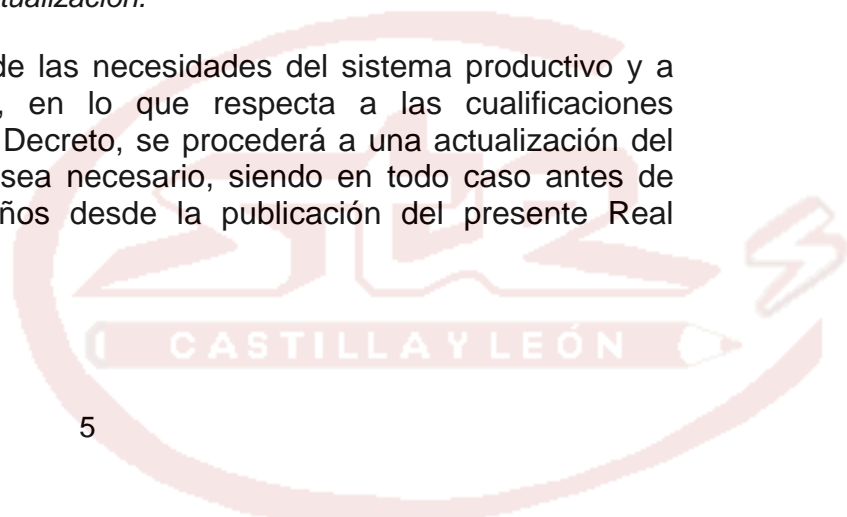 tualización.
de las necesidades del sistema productivo y a
, en lo que respecta a las cualificaciones
Decreto, se procederá a una actualización del
sea necesario, siendo en todo caso antes de
ños desde la publicación del presente Real
CASTILLA Y LEÓN
5